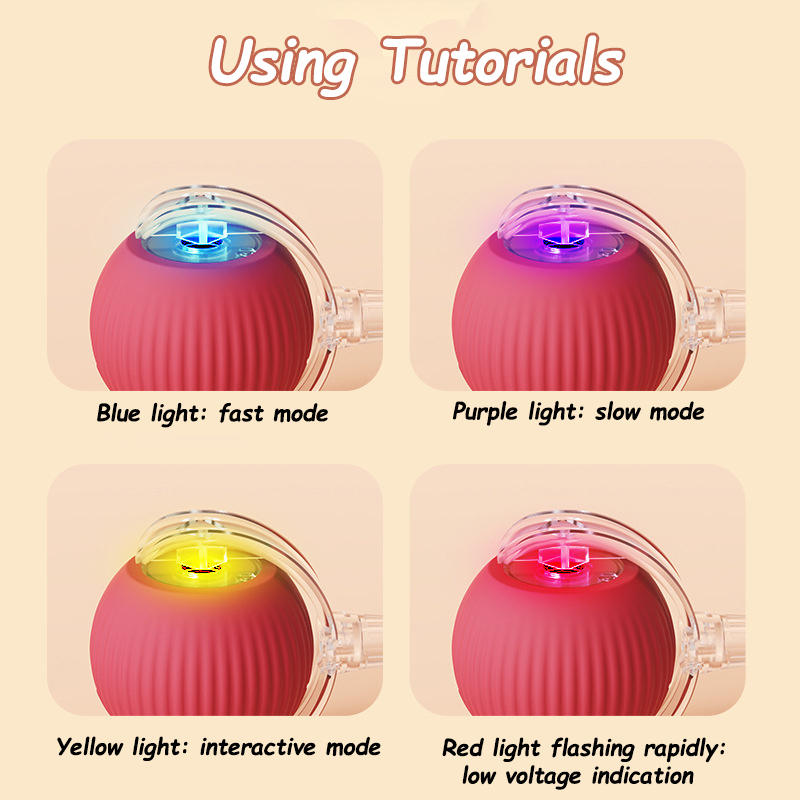 Using Tutorials
Blue light: fast mode
Purple light: slow mode
Yellow light: interactive mode
Red light flashing rapidly:
low voltage indication